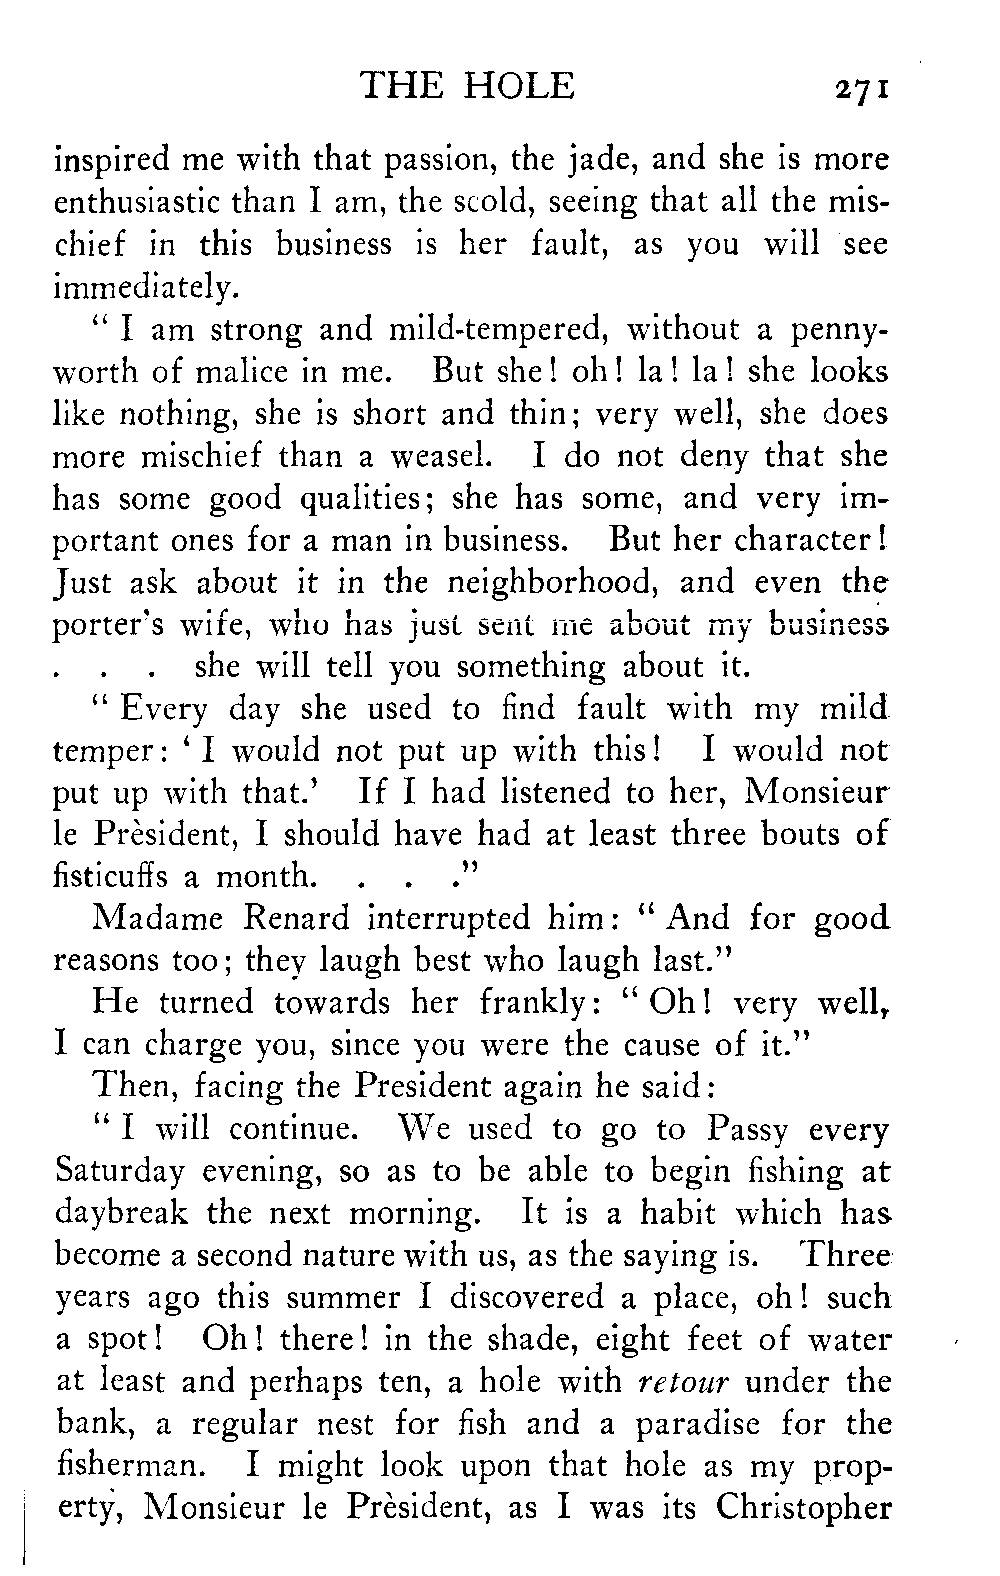 THE HOLE 271
inspired me with that passion, the jade, and she is more
enthusiastic than I am, the scold, seeing that all the mis-
chief in this business is her fault, as you will see
immediately.
“ I am strong and mild-tempered, without a penny-
worth of malice in me. But she! oh! la! la! she looks
like nothing, she is short and thin; very well, she does
more mischief than a weasel. I do not deny that she
has some good qualities; she has some, and very im-
portant ones for a man in business. But her character!
Just ask about it in the neighborhood, and even the
porter's wife, who has just sent me about my business
. . . she will tell you something about it.
“ Every day she used to find fault with my mild
temper: ‘ I would not put up with this! I would not
put up with that.’ If I had listened to her, Monsieur
le Prèsident, I should have had at least three bouts of
fisticuffs a month. . . .”
Madame Renard interrupted him: “ And for good
reasons too; they laugh best who laugh last.”
He turned towards her frankly: “ Oh! very well,
I can charge you, since you were the cause of it.”
Then, facing the President again he said:
“ I will continue. We used to go to Passy every
Saturday evening, so as to be able to begin fishing at
daybreak the next morning. It is a habit which has
become a second nature with us, as the saying is. Three
years ago this summer I discovered a place, oh! such
a spot! Oh! there! in the shade, eight feet of water
at least and perhaps ten, a hole with retour under the
bank, a regular nest for fish and a paradise for the
fisherman. I might look upon that hole as my prop-
erty, Monsieur le Prèsident, as I was its Christopher